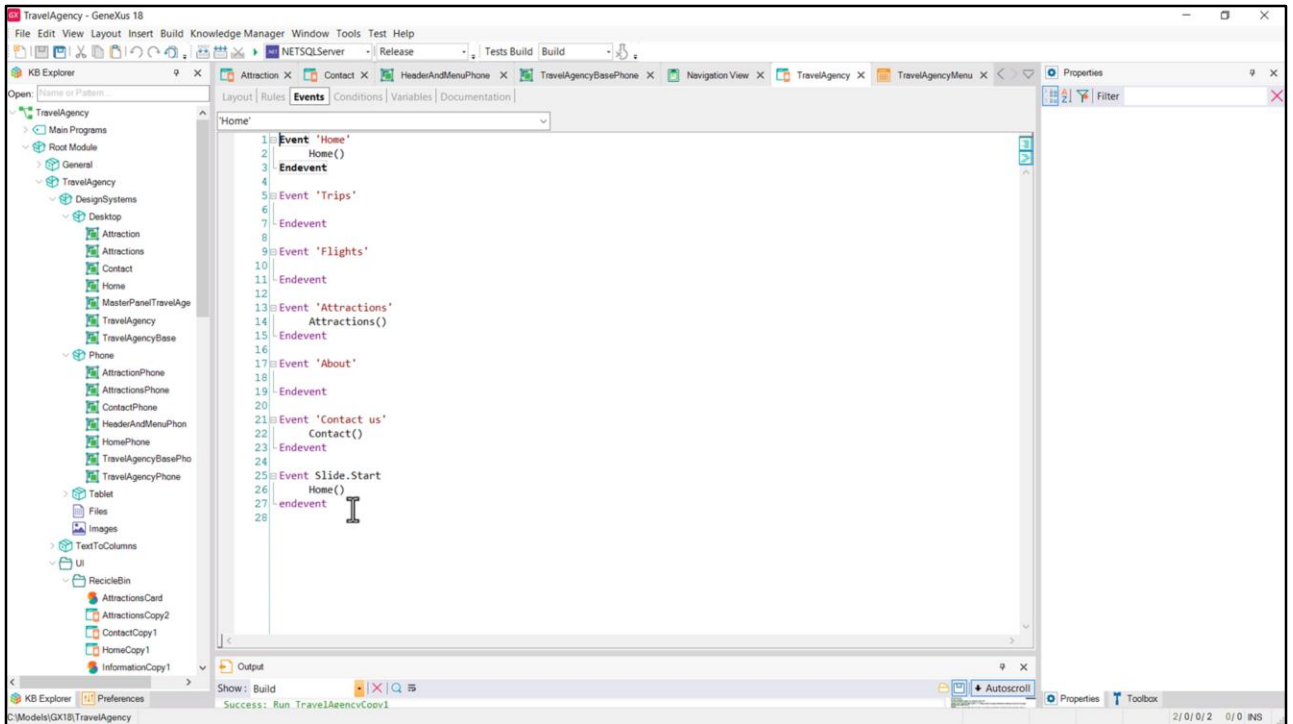 TravelAgency - GeneXus 18
File Edit View Layout Insert Build Knowledge Manager Window Tools Test Help
NETSQLServer Release Tests Build Build
KB Explorer
Open: Name or Pattern...
TravelAgency
Main Programs
Root Module
General
TravelAgency
DesignSystems
Desktop
Attraction
Attractions
Contact
Home
MasterPanelTravelAge
TravelAgency
TravelAgencyBase
Phone
AttractionPhone
AttractionsPhone
ContactPhone
HeaderAndMenuPhon
HomePhone
TravelAgencyBasePho
TravelAgencyPhone
Tablet
Files
Images
TextToColumns
UI
RecicleBin
AttractionsCard
AttractionsCopy2
ContactCopy1
HomeCopy1
InformationCopy1
KB Explorer Preferences
Attraction Contact HeaderAndMenuPhone TravelAgencyBasePhone Navigation View TravelAgency TravelAgencyMenu
Layout Rules Events Conditions Variables Documentation
'Home'
1 Event 'Home'
2 Home()
3 Endevent
4
5 Event 'Trips'
6
7 Endevent
8
9 Event 'Flights'
10
11 Endevent
12
13 Event 'Attractions'
14 Attractions()
15 Endevent
16
17 Event 'About'
18
19 Endevent
20
21 Event 'Contact us'
22 Contact()
23 Endevent
24
25 Event Slide.Start
26 Home()
27 endevent
28
Output
Show: Build
Autoscroll
Success: Run TravelAgencyCopy1
Properties
Filter
Properties Toolbox
C:\Models\GX18\TravelAgency
2/0/0/2 0/0 INS